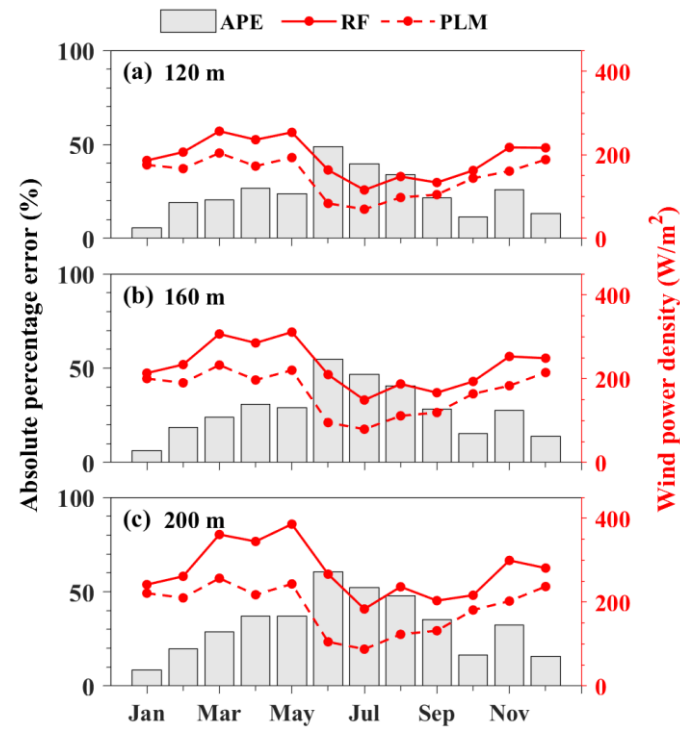 APE RF PLM
Absolute percentage error (%)
Wind power density (W/m²)
(a) 120 m
100
50
0
400
200
0
(b) 160 m
100
50
0
400
200
0
(c) 200 m
100
50
0
400
200
0
Jan Mar May Jul Sep Nov